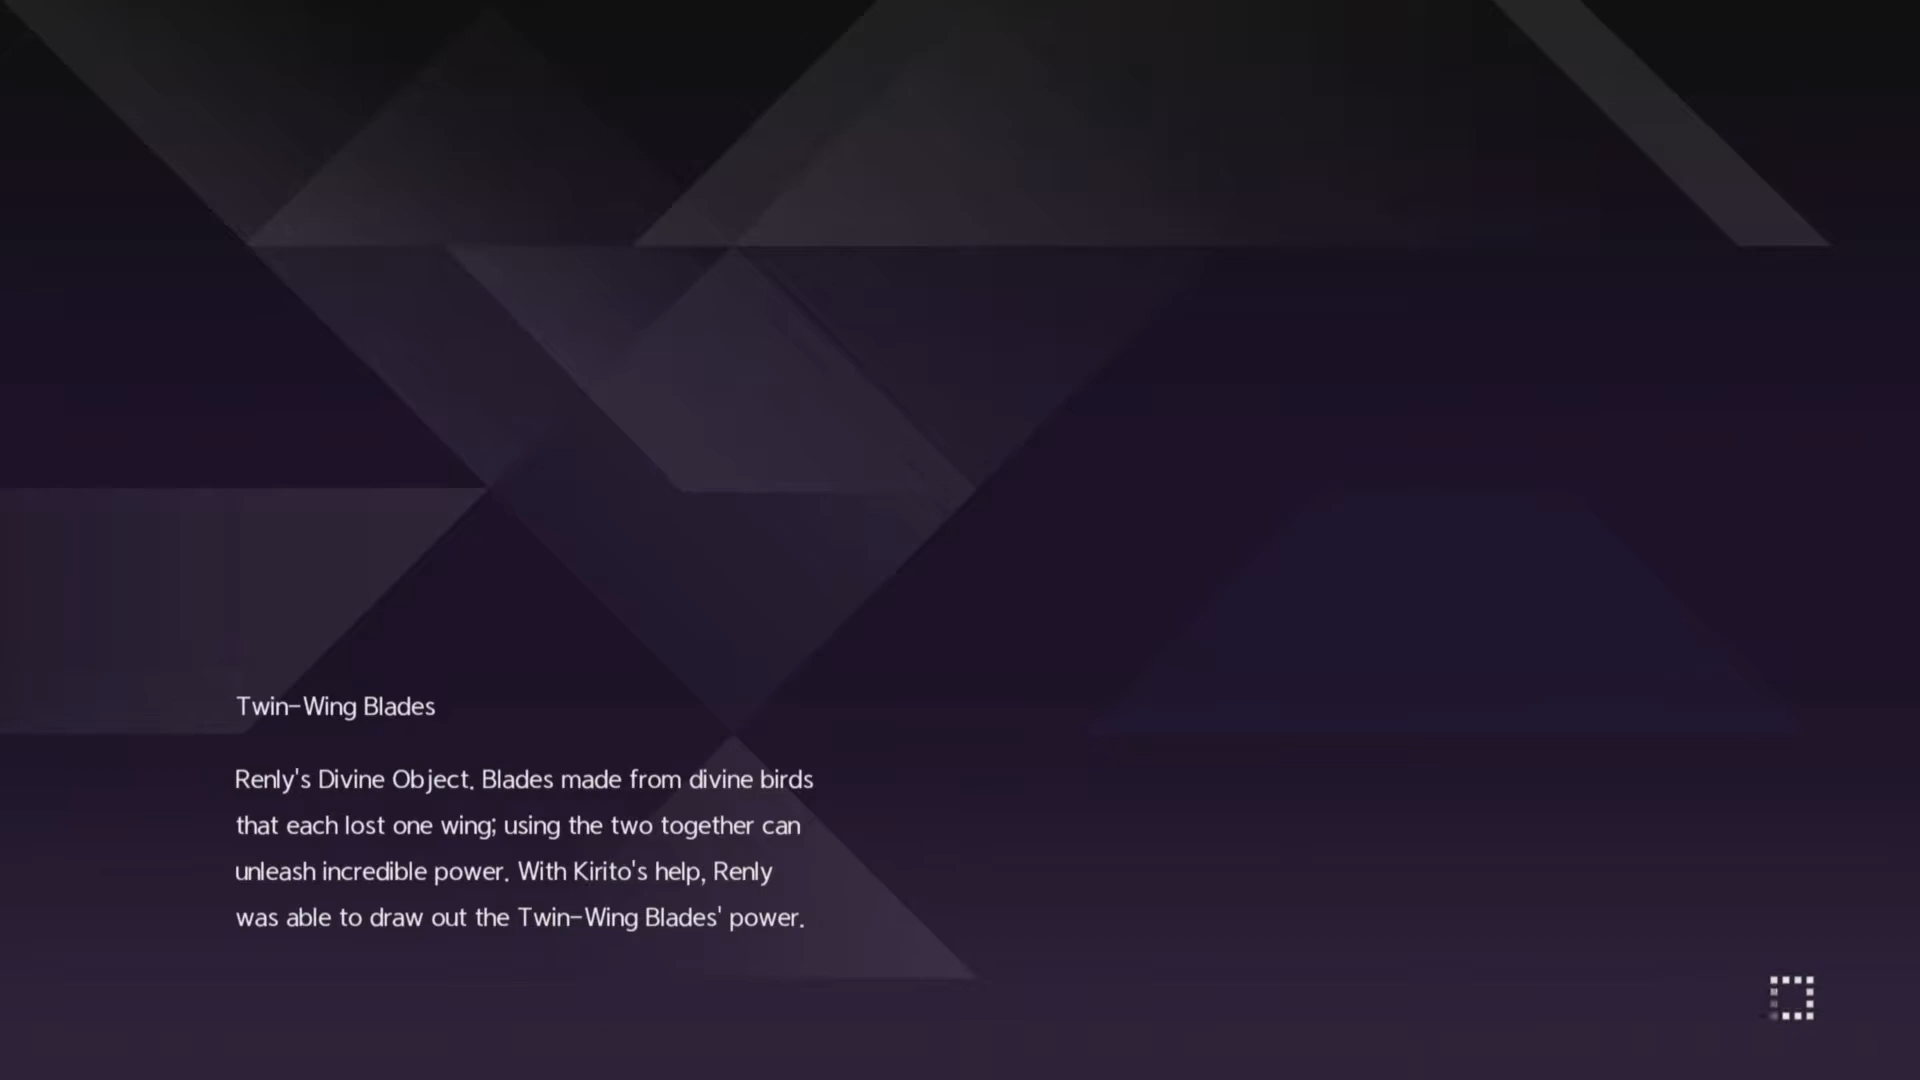 Twin-Wing Blades
Renly's Divine Object. Blades made from divine birds
that each lost one wing; using the two together can
unleash incredible power. With Kirito's help, Renly
was able to draw out the Twin-Wing Blades' power.